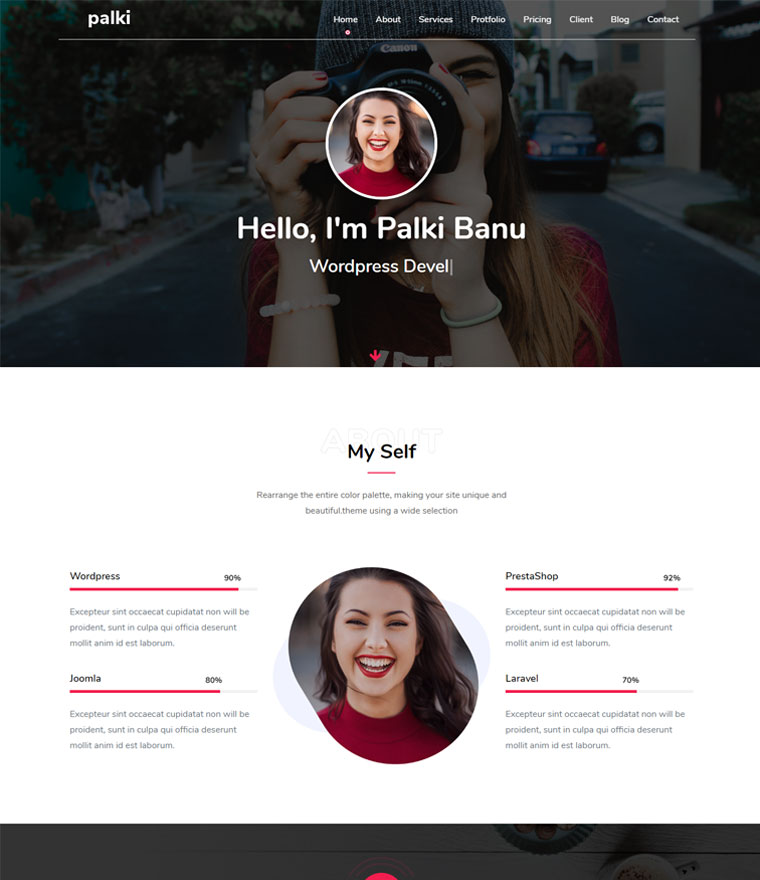 palki
Home About Services Protfolio Pricing Client Blog Contact
Canon
Hello, I'm Palki Banu
Wordpress Devel|
ABOUT
My Self
Rearrange the entire color palette, making your site unique and
beautiful.theme using a wide selection
Wordpress 90%
Excepteur sint occaecat cupidatat non will be
proident, sunt in culpa qui officia deserunt
mollit anim id est laborum.
Joomla 80%
Excepteur sint occaecat cupidatat non will be
proident, sunt in culpa qui officia deserunt
mollit anim id est laborum.
PrestaShop 92%
Excepteur sint occaecat cupidatat non will be
proident, sunt in culpa qui officia deserunt
mollit anim id est laborum.
Laravel 70%
Excepteur sint occaecat cupidatat non will be
proident, sunt in culpa qui officia deserunt
mollit anim id est laborum.